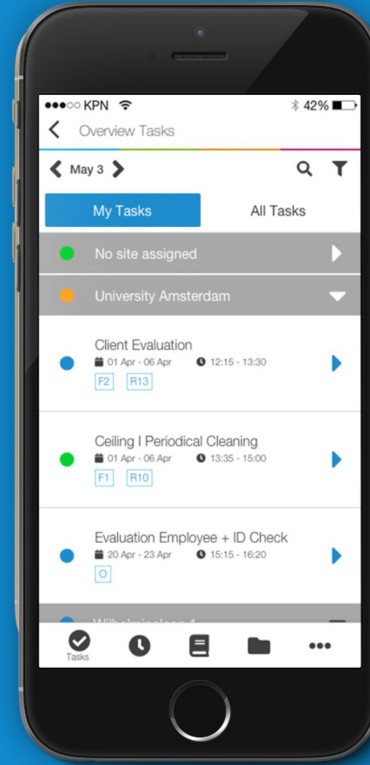 KPN 42%
Overview Tasks
May 3
My Tasks All Tasks
No site assigned
University Amsterdam
Client Evaluation
01 Apr - 06 Apr 12:15 - 13:30
F2 R13
Ceiling I Periodical Cleaning
01 Apr - 06 Apr 13:35 - 15:00
F1 R10
Evaluation Employee + ID Check
20 Apr - 23 Apr 15:15 - 16:20
O
Tasks